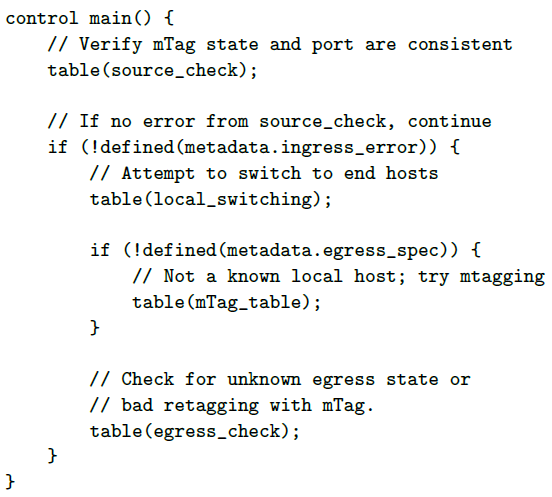 control main() {
    // Verify mTag state and port are consistent
    table(source_check);

    // If no error from source_check, continue
    if (!defined(metadata.ingress_error)) {
        // Attempt to switch to end hosts
        table(local_switching);

        if (!defined(metadata.egress_spec)) {
            // Not a known local host; try mtagging
            table(mTag_table);
        }

        // Check for unknown egress state or
        // bad retagging with mTag.
        table(egress_check);
    }
}